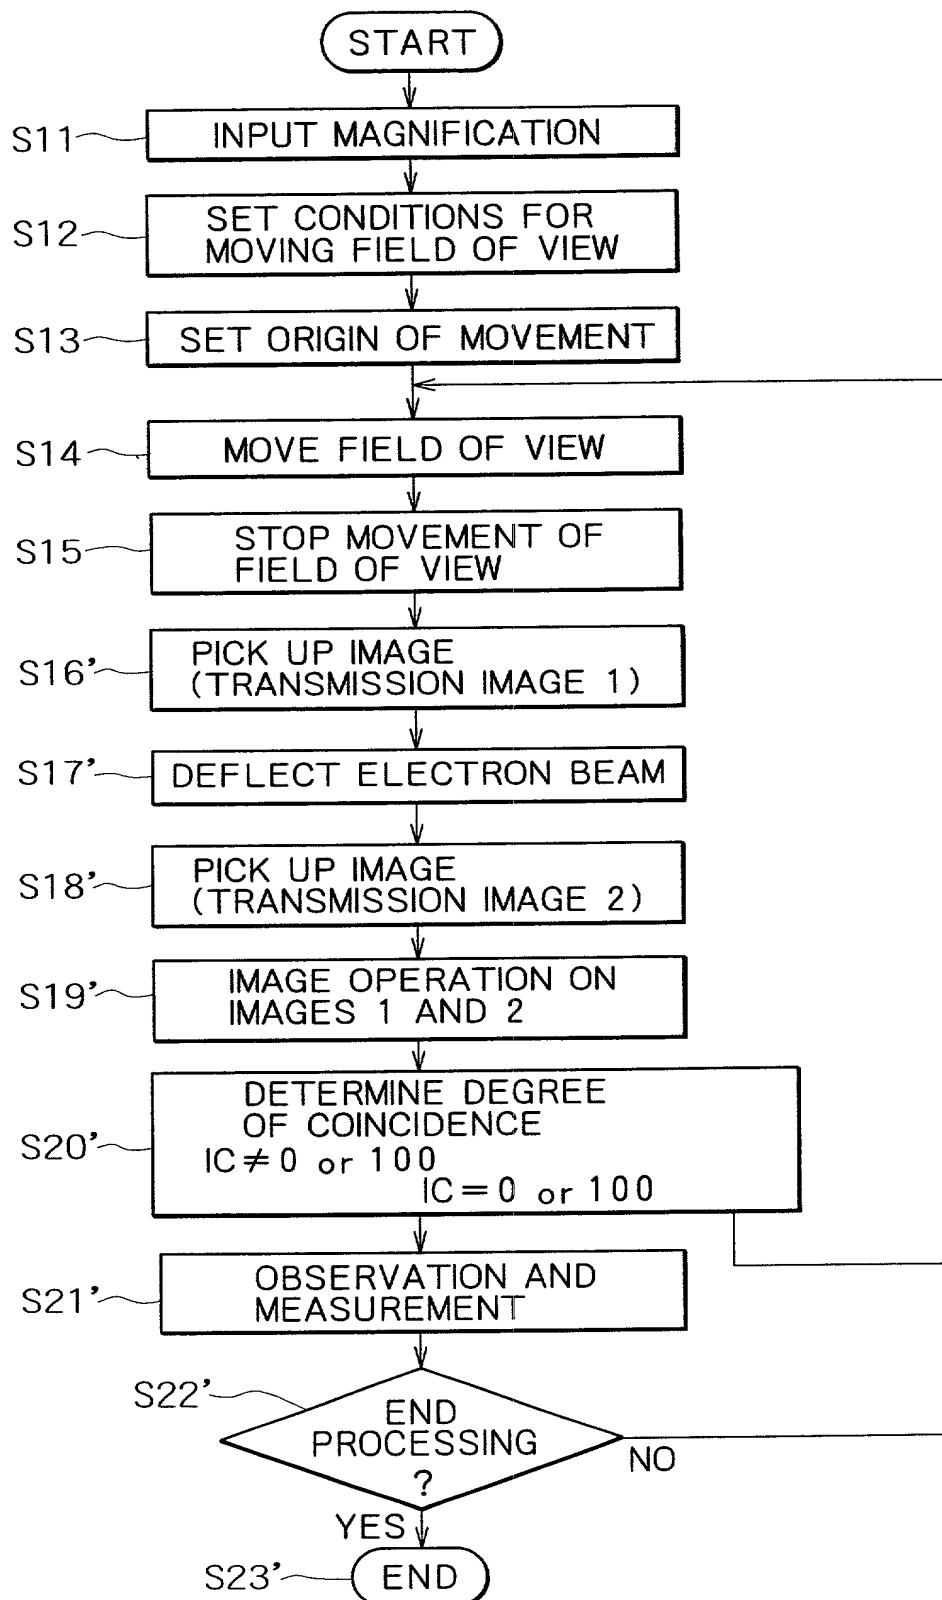 START
S11
INPUT MAGNIFICATION
S12
SET CONDITIONS FOR
MOVING FIELD OF VIEW
S13
SET ORIGIN OF MOVEMENT
S14
MOVE FIELD OF VIEW
S15
STOP MOVEMENT OF
FIELD OF VIEW
S16’
PICK UP IMAGE
(TRANSMISSION IMAGE 1)
S17’
DEFLECT ELECTRON BEAM
S18’
PICK UP IMAGE
(TRANSMISSION IMAGE 2)
S19’
IMAGE OPERATION ON
IMAGES 1 AND 2
S20’
DETERMINE DEGREE
OF COINCIDENCE
IC≠0 or 100
IC=0 or 100
S21’
OBSERVATION AND
MEASUREMENT
S22’
END
PROCESSING
?
NO
YES
S23’
END